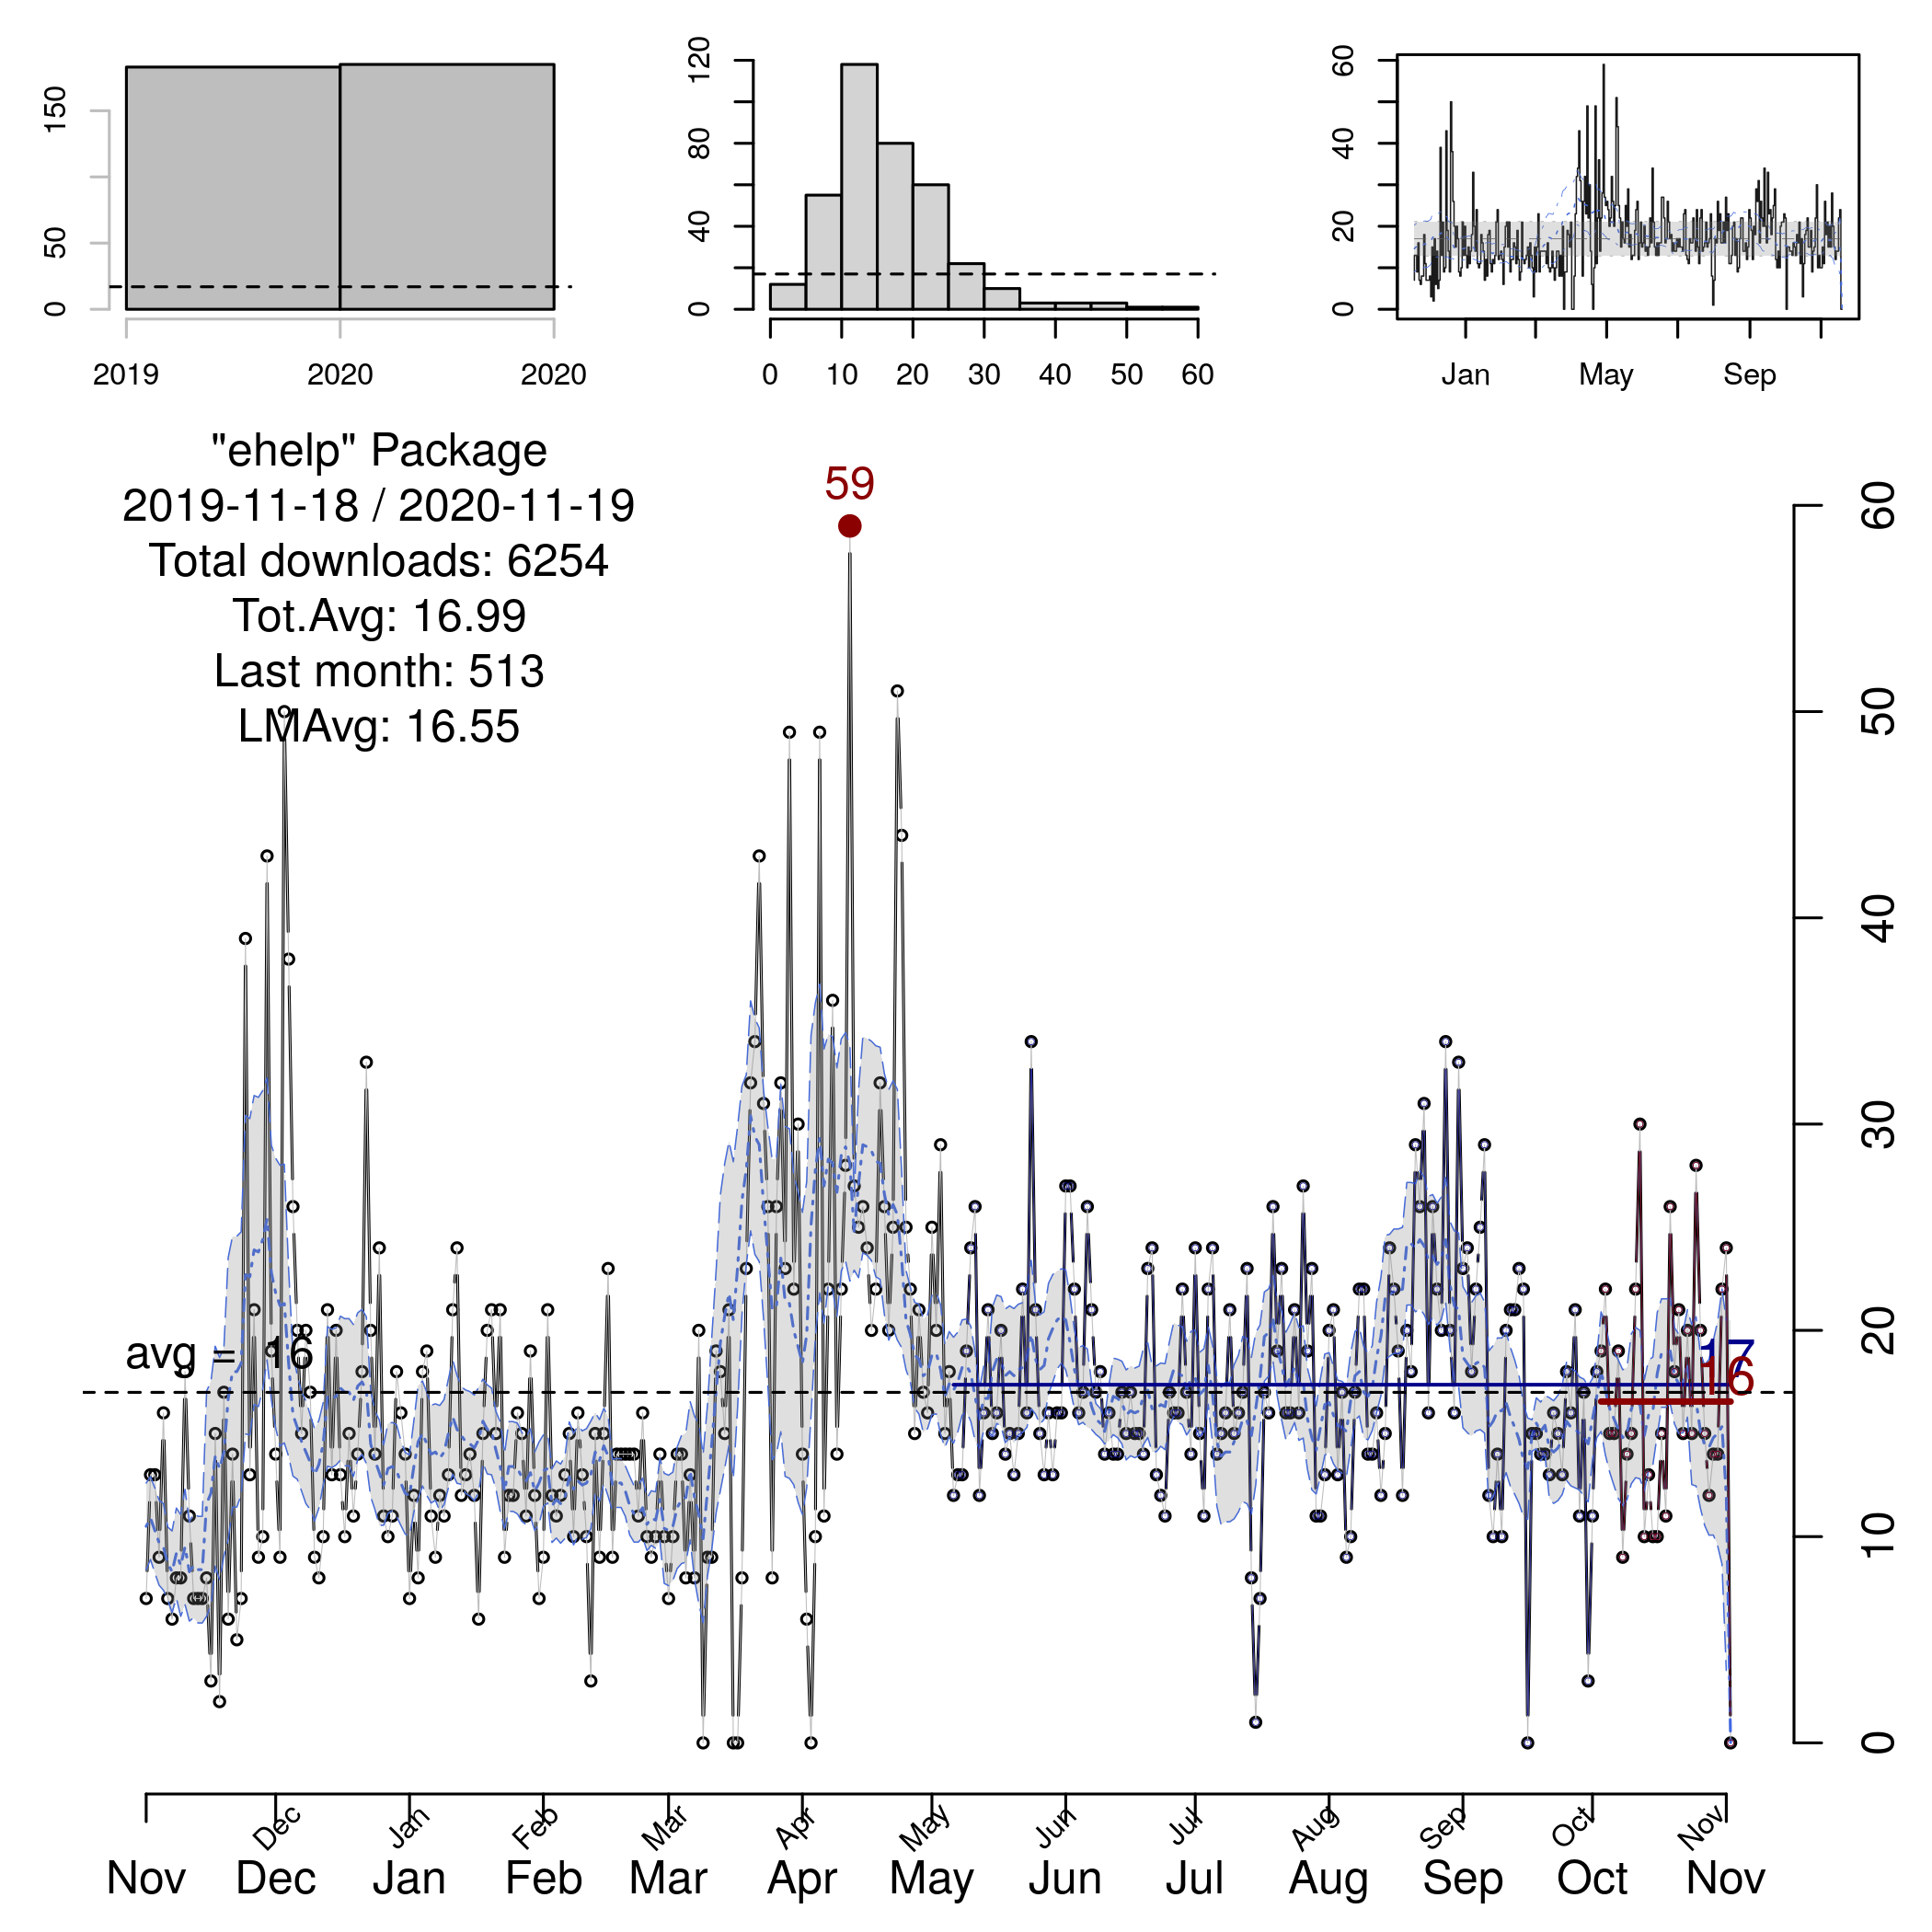 150
50
0
2019 2020 2020
120
80
40
0
0 10 20 30 40 50 60
60
40
20
0
Jan May Sep
"ehelp" Package
2019-11-18 / 2020-11-19
Total downloads: 6254
Tot.Avg: 16.99
Last month: 513
LMAvg: 16.55
59
avg = 16
17
16
60
50
40
30
20
10
0
Dec Jan Feb Mar Apr May Jun Jul Aug Sep Oct Nov
Nov Dec Jan Feb Mar Apr May Jun Jul Aug Sep Oct Nov